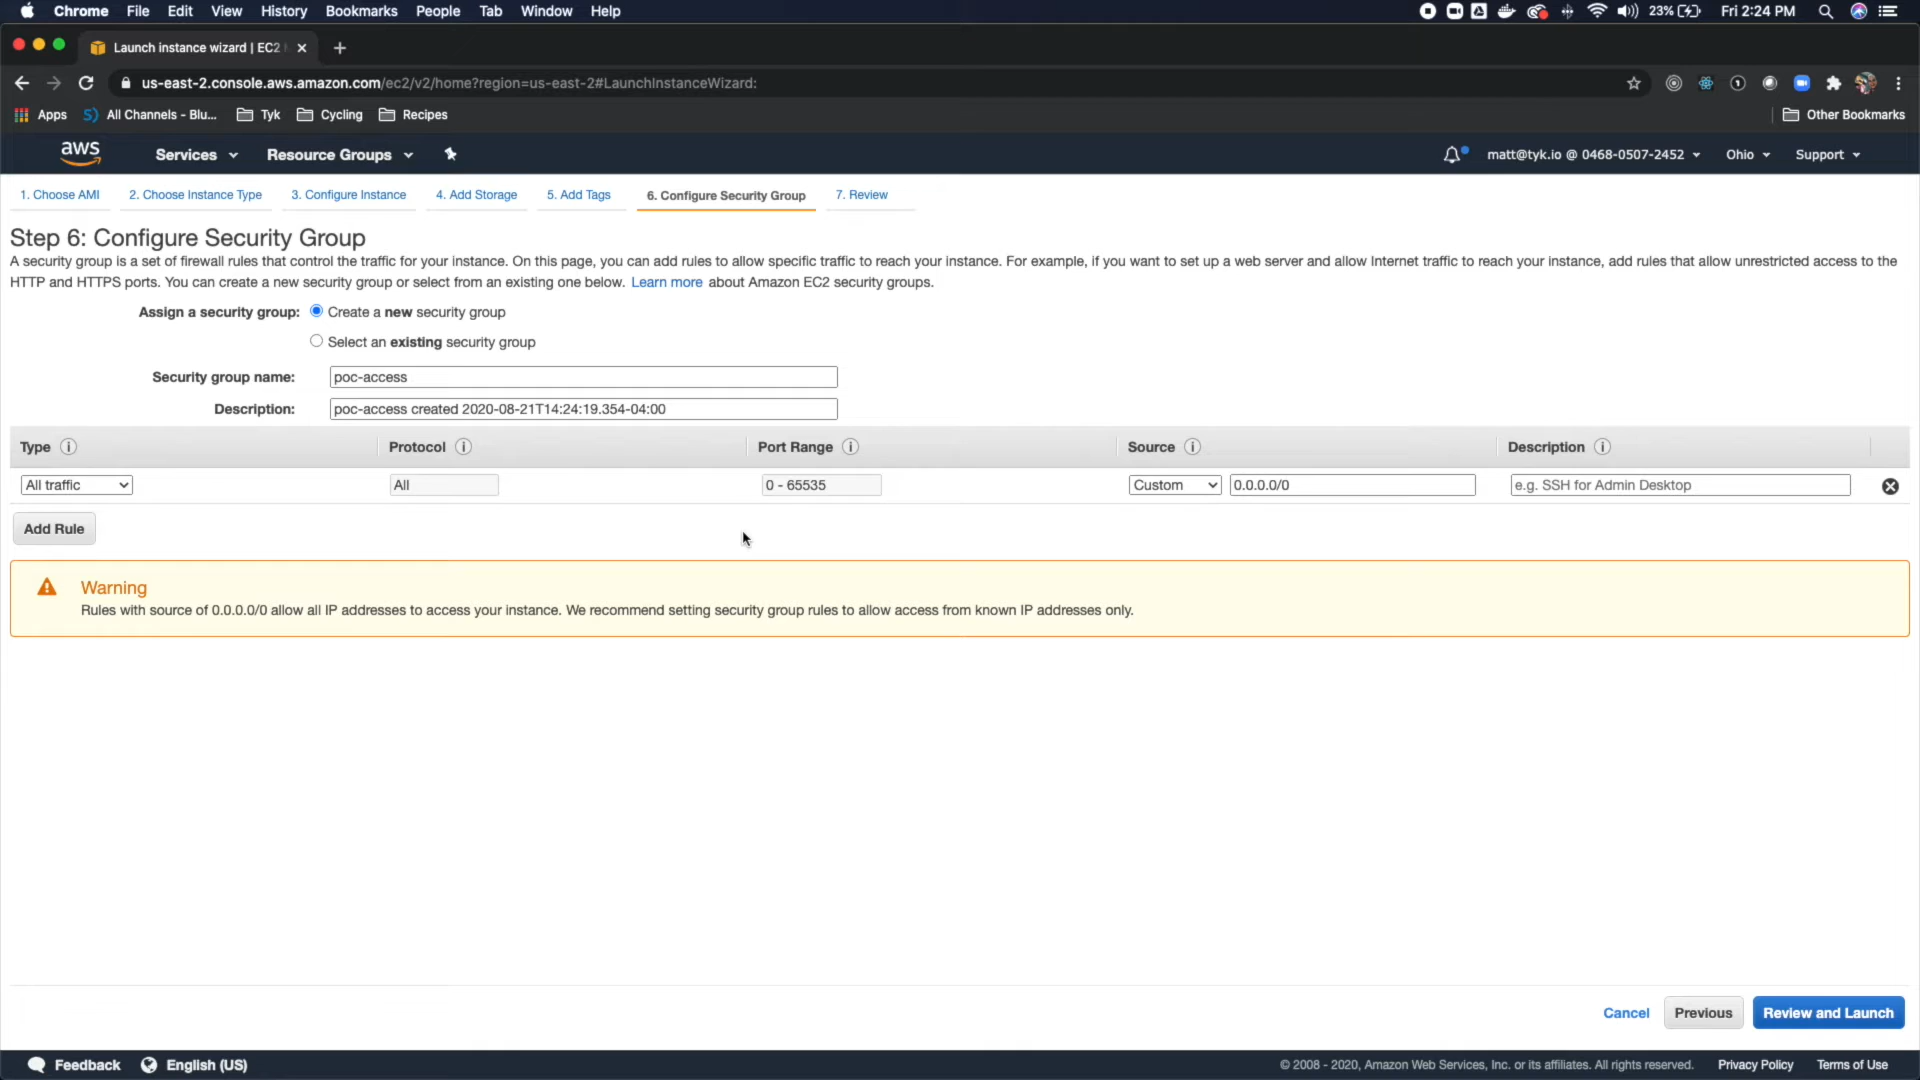 Chrome File Edit View History Bookmarks People Tab Window Help 23% Fri 2:24 PM
Launch instance wizard | EC2
us-east-2.console.aws.amazon.com/ec2/v2/home?region=us-east-2#LaunchInstanceWizard:
Apps All Channels - Blu... Tyk Cycling Recipes Other Bookmarks
aws Services Resource Groups matt@tyk.io @ 0468-0507-2452 Ohio Support
1. Choose AMI 2. Choose Instance Type 3. Configure Instance 4. Add Storage 5. Add Tags 6. Configure Security Group 7. Review
Step 6: Configure Security Group
A security group is a set of firewall rules that control the traffic for your instance. On this page, you can add rules to allow specific traffic to reach your instance. For example, if you want to set up a web server and allow Internet traffic to reach your instance, add rules that allow unrestricted access to the
HTTP and HTTPS ports. You can create a new security group or select from an existing one below. Learn more about Amazon EC2 security groups.
Assign a security group: Create a new security group
Select an existing security group
Security group name: poc-access
Description: poc-access created 2020-08-21T14:24:19.354-04:00
Type Protocol Port Range Source Description
All traffic All 0 - 65535 Custom 0.0.0.0/0 e.g. SSH for Admin Desktop
Add Rule
Warning
Rules with source of 0.0.0.0/0 allow all IP addresses to access your instance. We recommend setting security group rules to allow access from known IP addresses only.
Cancel Previous Review and Launch
Feedback English (US) © 2008 - 2020, Amazon Web Services, Inc. or its affiliates. All rights reserved. Privacy Policy Terms of Use